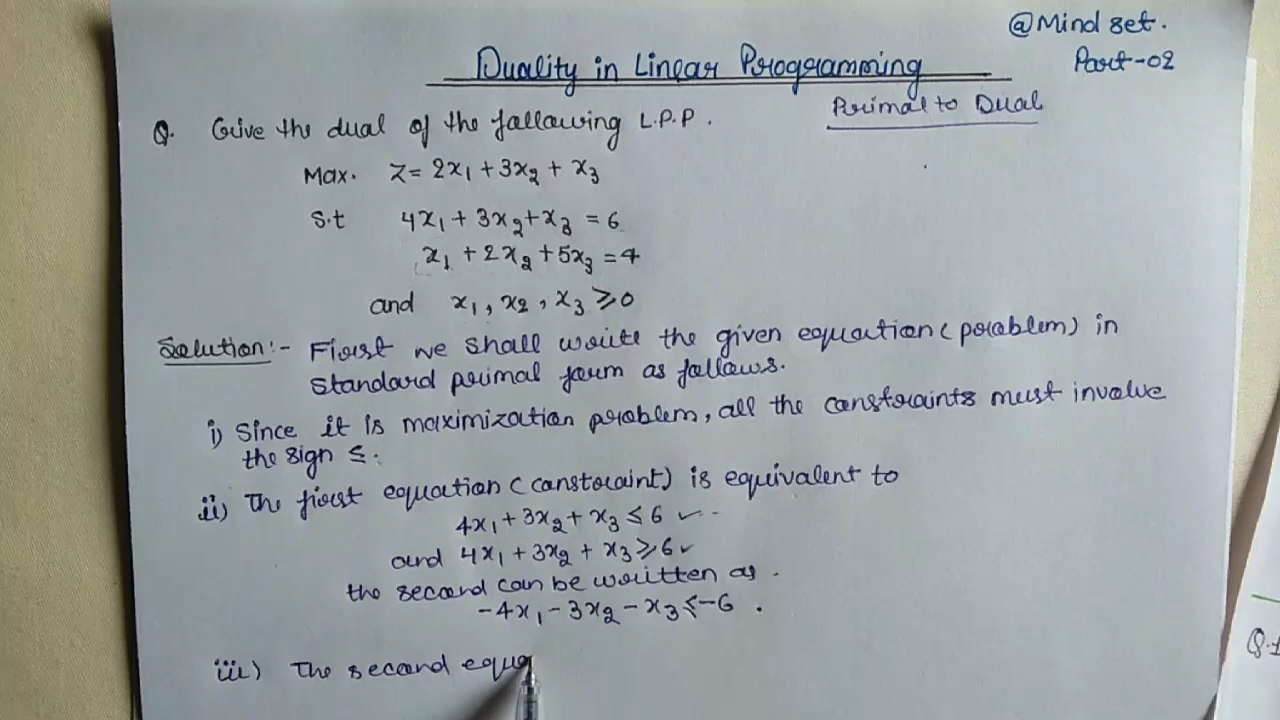 @Mind set.
Duality in Linear Programming
Part-02
Primal to Dual
Q. Give the dual of the following L.P.P.
Max. Z = 2x₁ + 3x₂ + x₃
S.t 4x₁ + 3x₂ + x₃ = 6
x₁ + 2x₂ + 5x₃ = 4
and x₁, x₂, x₃ ≥ 0
Solution:- First we shall write the given equation (problem) in
standard primal form as follows.
i) Since it is maximization problem, all the constraints must involve
the sign ≤.
ii) The first equation (constraint) is equivalent to
4x₁ + 3x₂ + x₃ ≤ 6 ✓
and 4x₁ + 3x₂ + x₃ ≥ 6 ✓
the second can be written as.
-4x₁ - 3x₂ - x₃ ≤ -6.
iii) The second equa